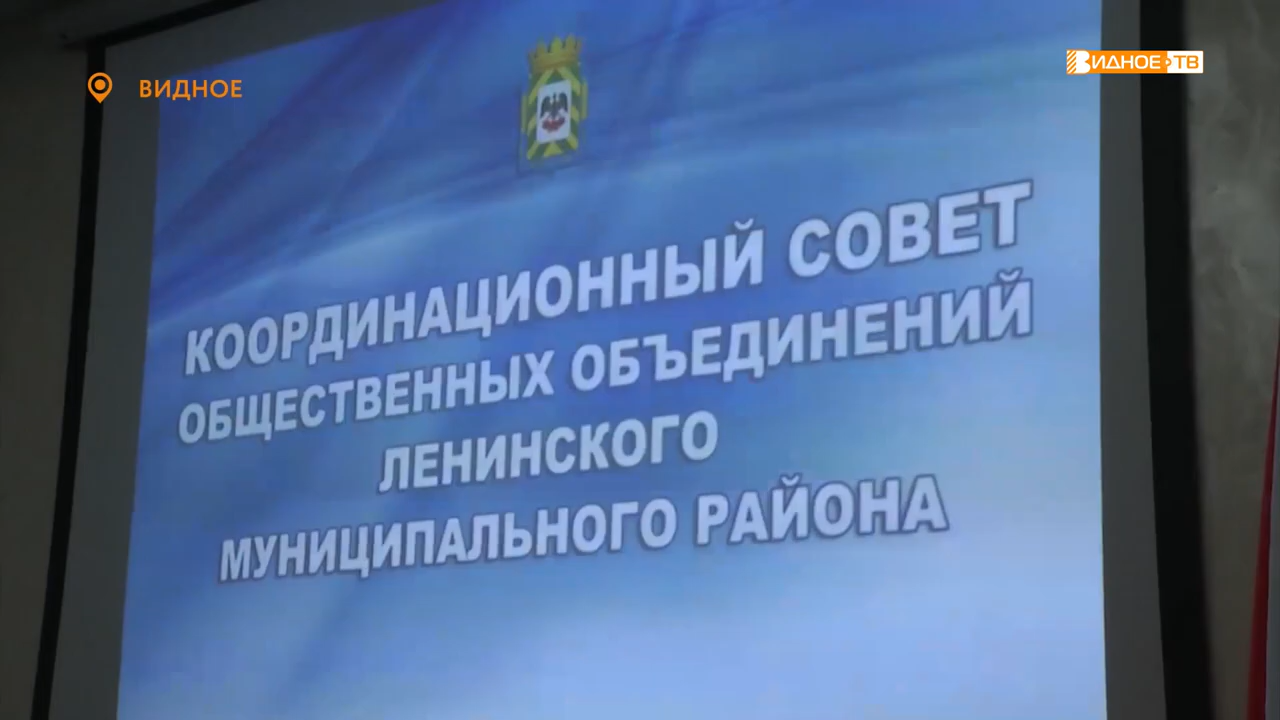 ВИДНОЕ
ВИДНОЕ ТВ
КООРДИНАЦИОННЫЙ СОВЕТ
ОБЩЕСТВЕННЫХ ОБЪЕДИНЕНИЙ
ЛЕНИНСКОГО
МУНИЦИПАЛЬНОГО РАЙОНА